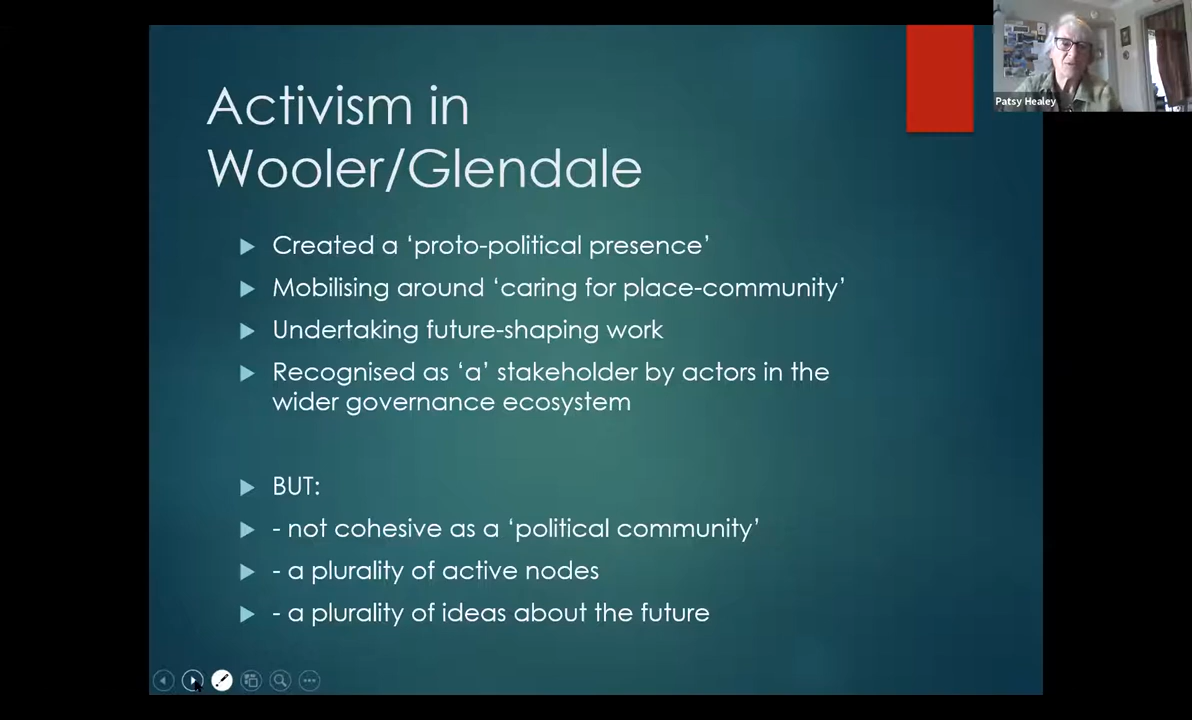 Activism in
Wooler/Glendale
Created a ‘proto-political presence’
Mobilising around ‘caring for place-community’
Undertaking future-shaping work
Recognised as ‘a’ stakeholder by actors in the
wider governance ecosystem
BUT:
- not cohesive as a ‘political community’
- a plurality of active nodes
- a plurality of ideas about the future
Patsy Healey